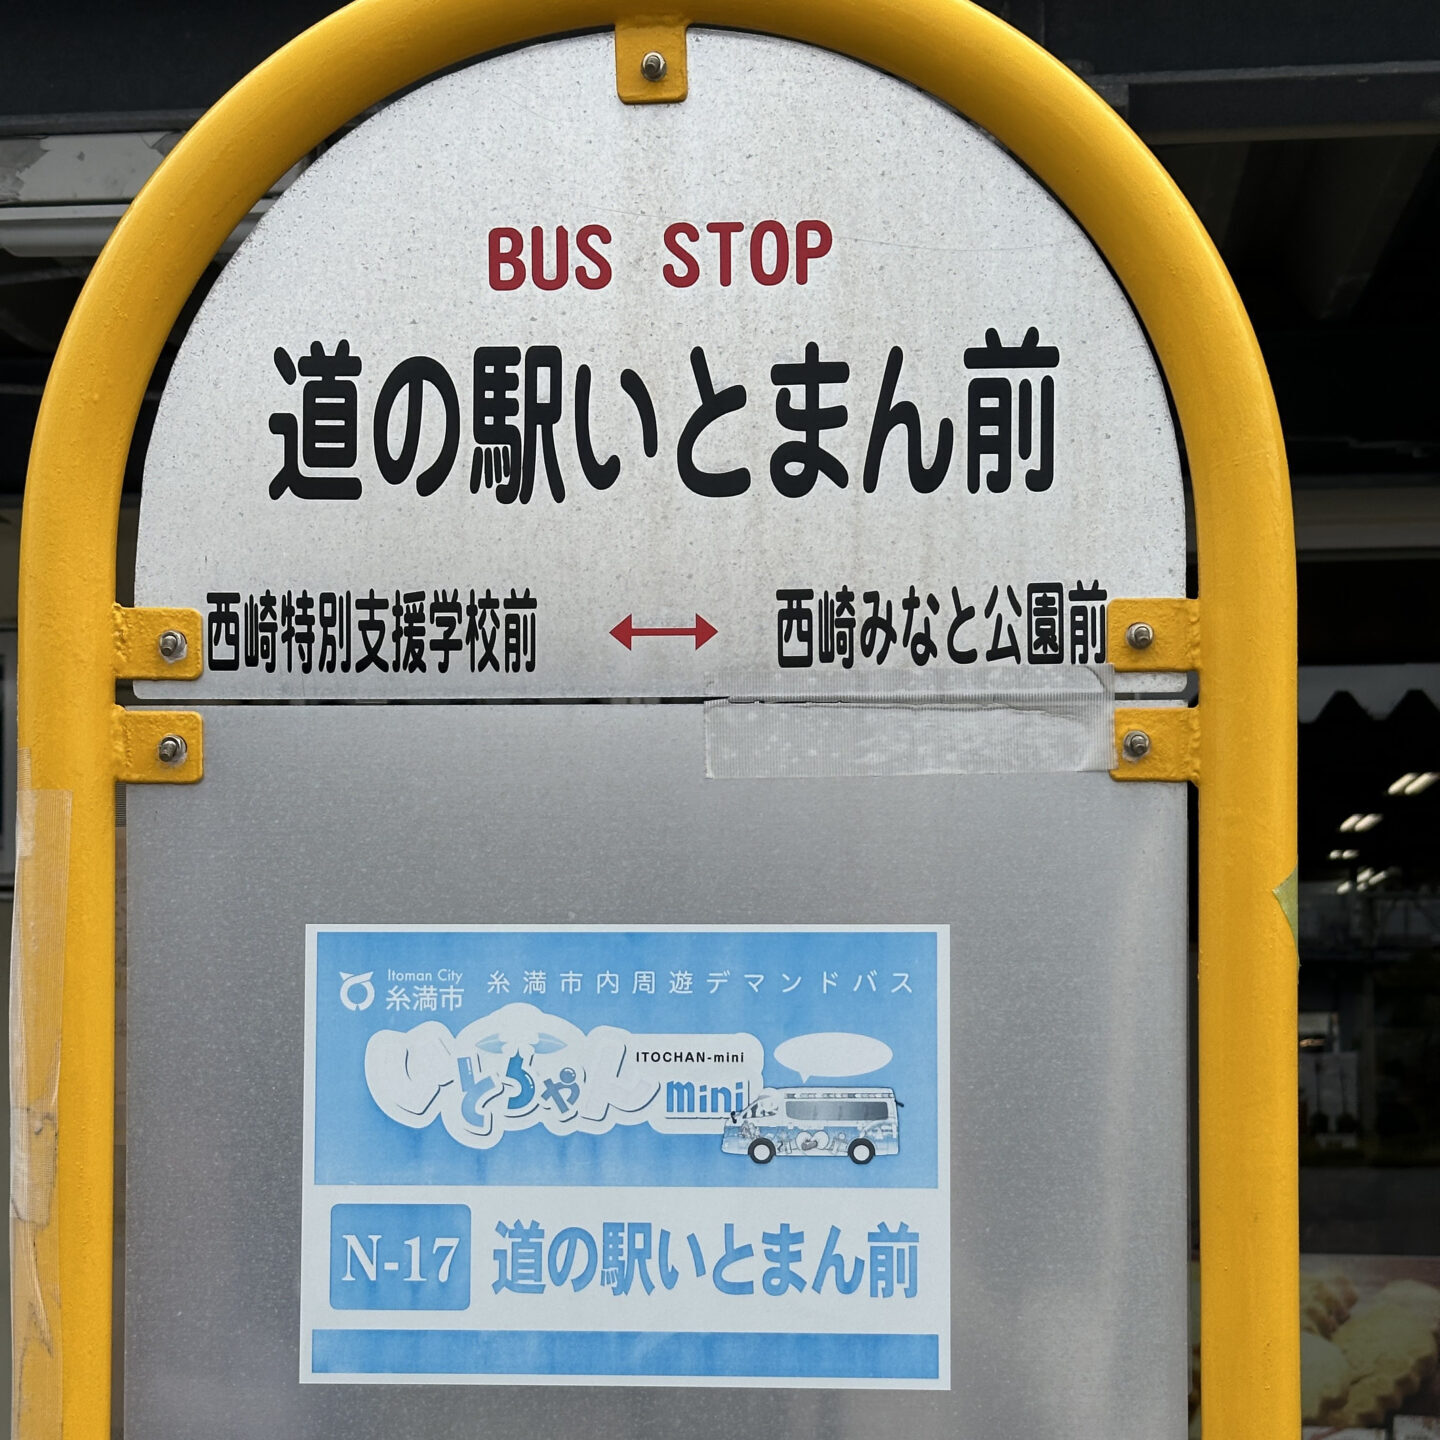 BUS STOP
道の駅いとまん前
西崎特別支援学校前 ↔ 西崎みなと公園前
Itoman City
糸満市
糸満市内周遊デマンドバス
いとちゃん
ITOCHAN-mini
mini
N-17 道の駅いとまん前